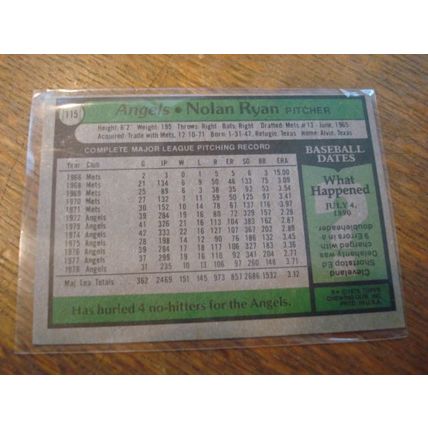 115
Angels • Nolan Ryan PITCHER
Height: 6'2" Weight: 195 Throws: Right Bats: Right Drafted: Mets #13 - June, 1965
Acquired: Trade with Mets, 12-10-71 Born: 1-31-47, Refugio, Texas Home: Alvin, Texas
COMPLETE MAJOR LEAGUE PITCHING RECORD
Year Club G IP W L R ER SO BB ERA
1966 Mets 2 3 0 1 5 5 6 3 15.00
1968 Mets 21 134 6 9 50 46 133 75 3.09
1969 Mets 25 89 6 3 38 35 92 53 3.54
1970 Mets 27 132 7 11 59 50 125 97 3.41
1971 Mets 30 152 10 14 78 67 137 116 3.97
1972 Angels 39 284 19 16 80 72 329 157 2.28
1973 Angels 41 326 21 16 113 104 383 162 2.87
1974 Angels 42 333 22 16 127 107 367 202 2.89
1975 Angels 28 198 14 12 90 76 186 132 3.45
1976 Angels 39 284 17 18 117 106 327 183 3.36
1977 Angels 37 299 19 16 110 92 341 204 2.77
1978 Angels 31 235 10 13 106 97 260 148 3.71
Maj. Lea. Totals 362 2469 151 145 973 857 2686 1532 3.12
Has hurled 4 no-hitters for the Angels.
BASEBALL
DATES
What
Happened
JULY 4,
Cleveland
Shortstop Ed
Delahanty was
charged with
9 Errors in a
doubleheader